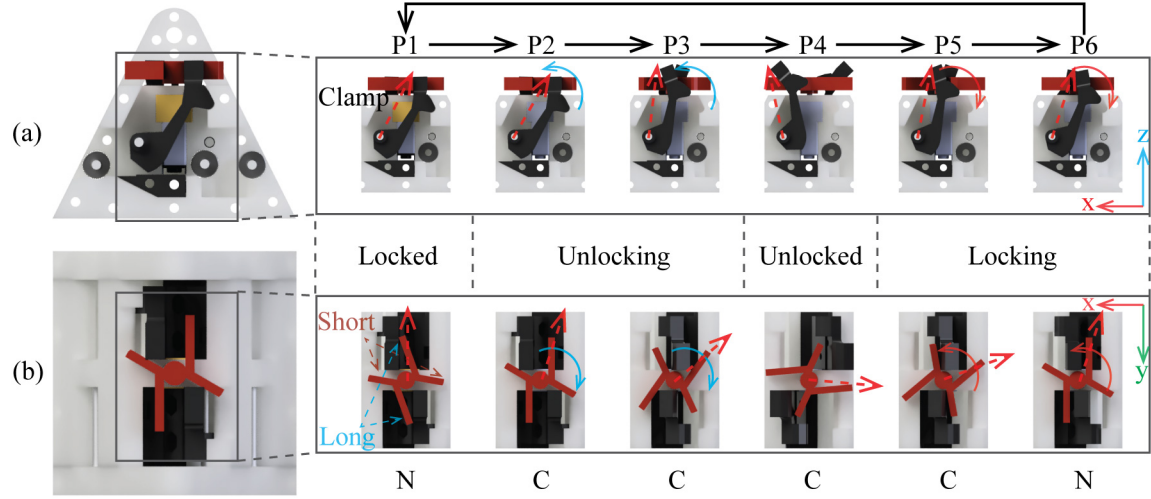 P1 P2 P3 P4 P5 P6
(a)
Clamp
z
x
Locked Unlocking Unlocked Locking
(b)
Short
Long
x
y
N C C C C N